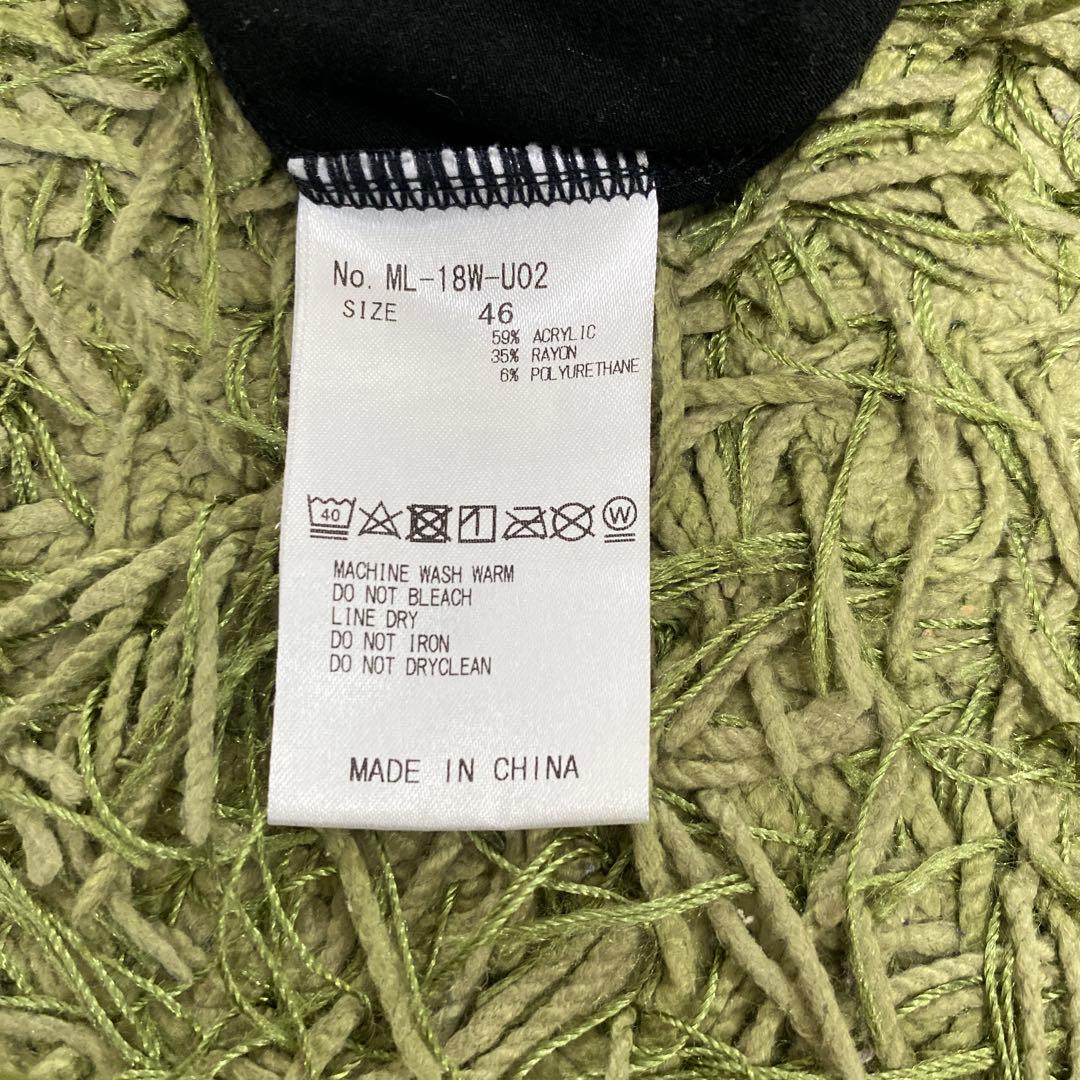 No. ML-18W-U02
SIZE 46
59% ACRYLIC
35% RAYON
6% POLYURETHANE
40 W
MACHINE WASH WARM
DO NOT BLEACH
LINE DRY
DO NOT IRON
DO NOT DRYCLEAN
MADE IN CHINA